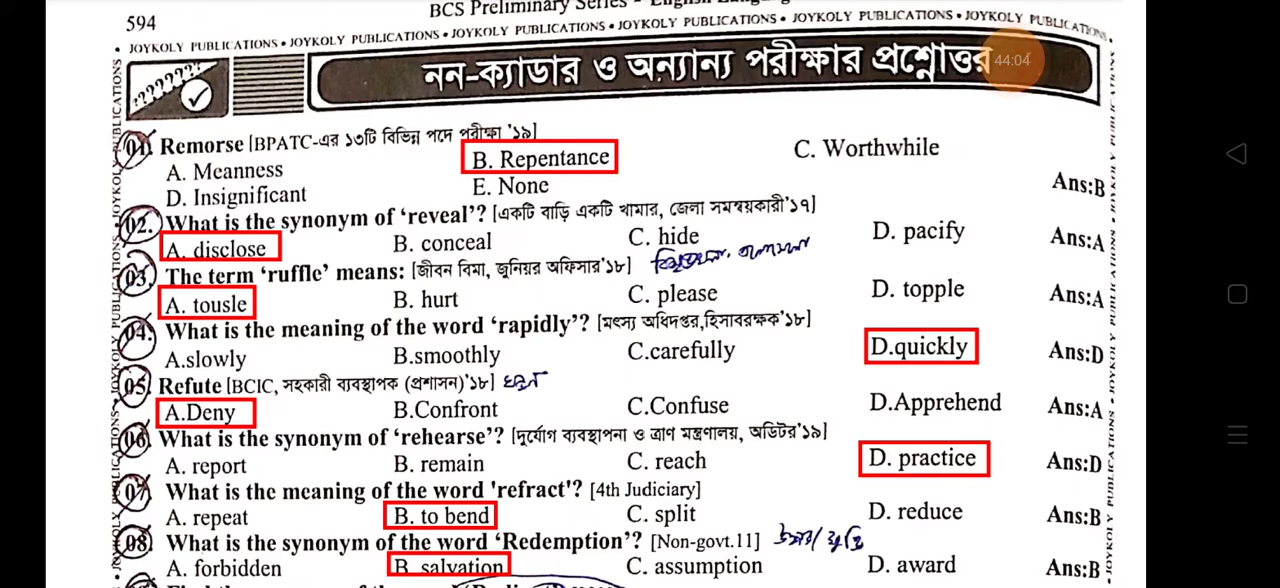 594
BCS Preliminary Series - English Langu
JOYKOLY PUBLICATIONS • JOYKOLY PUBLICATIONS • JOYKOLY PUBLICATIONS • JOYKOLY PUBLICATIONS • JOYKOLY PUBLICATIONS • JOYKOLY PUBLICATIONS
নন-ক্যাডার ও অন্যান্য পরীক্ষার প্রশ্নোত্তর
44:04
01. Remorse [BPATC-এর ১৩টি বিভিন্ন পদে পরীক্ষা '১৯]
A. Meanness B. Repentance C. Worthwhile
D. Insignificant E. None Ans:B
02. What is the synonym of ‘reveal’? [একটি বাড়ি একটি খামার, জেলা সমন্বয়কারী'১৭]
A. disclose B. conceal C. hide D. pacify Ans:A
03. The term ‘ruffle’ means: [জীবন বিমা, জুনিয়র অফিসার'১৮]
A. tousle B. hurt C. please D. topple Ans:A
04. What is the meaning of the word ‘rapidly’? [মৎস্য অধিদপ্তর,হিসাবরক্ষক'১৮]
A.slowly B.smoothly C.carefully D.quickly Ans:D
05. Refute [BCIC, সহকারী ব্যবস্থাপক (প্রশাসন)'১৮]
A.Deny B.Confront C.Confuse D.Apprehend Ans:A
06. What is the synonym of ‘rehearse’? [দুর্যোগ ব্যবস্থাপনা ও ত্রাণ মন্ত্রণালয়, অডিটর'১৯]
A. report B. remain C. reach D. practice Ans:D
07. What is the meaning of the word 'refract'? [4th Judiciary]
A. repeat B. to bend C. split D. reduce Ans:B
08. What is the synonym of the word ‘Redemption’? [Non-govt.11]
A. forbidden B. salvation C. assumption D. award Ans:B